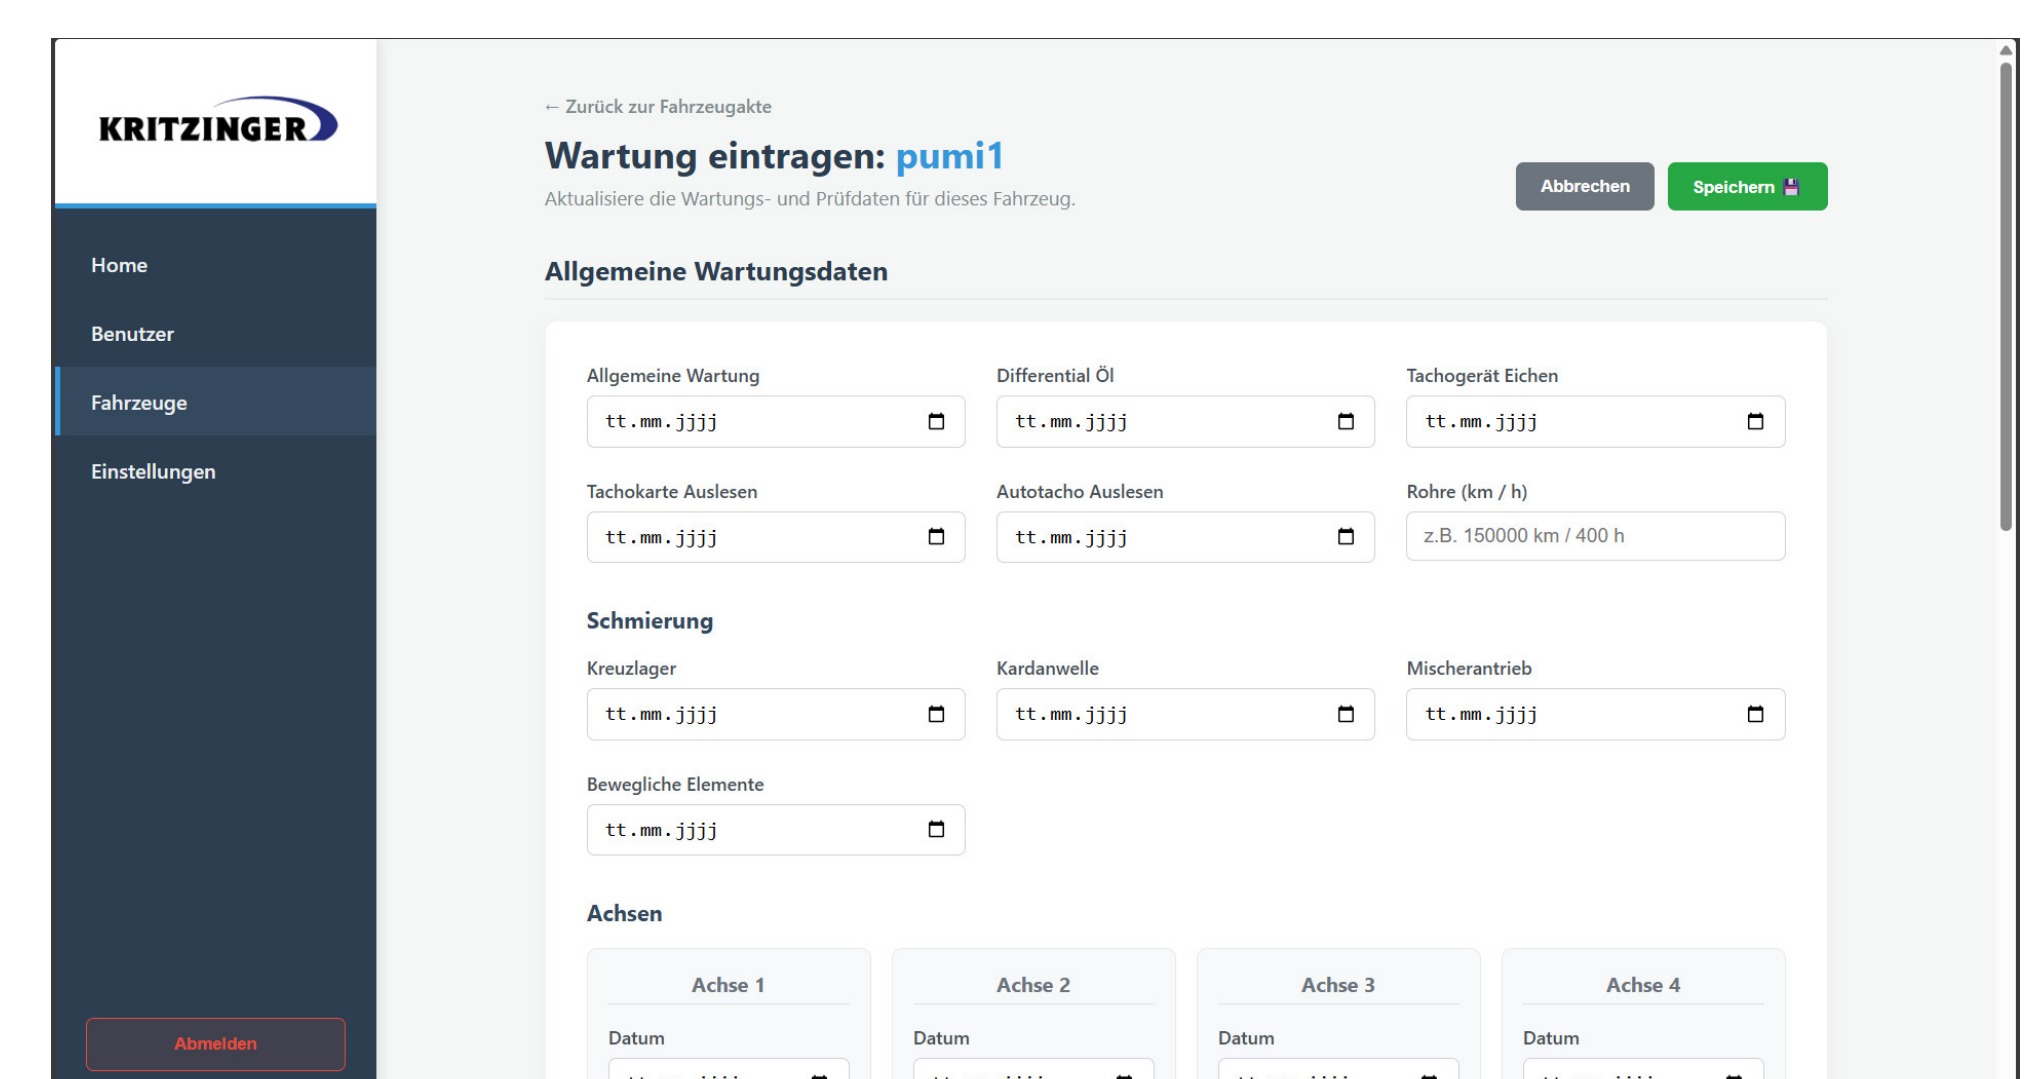 KRITZINGER
Home
Benutzer
Fahrzeuge
Einstellungen
Abmelden
← Zurück zur Fahrzeugakte
Wartung eintragen: pumi1
Aktualisiere die Wartungs- und Prüfdaten für dieses Fahrzeug.
Abbrechen
Speichern
Allgemeine Wartungsdaten
Allgemeine Wartung
Differential Öl
Tachogerät Eichen
tt.mm.jjjj
tt.mm.jjjj
tt.mm.jjjj
Tachokarte Auslesen
Autotacho Auslesen
Rohre (km / h)
tt.mm.jjjj
tt.mm.jjjj
z.B. 150000 km / 400 h
Schmierung
Kreuzlager
Kardanwelle
Mischerantrieb
tt.mm.jjjj
tt.mm.jjjj
tt.mm.jjjj
Bewegliche Elemente
tt.mm.jjjj
Achsen
Achse 1
Achse 2
Achse 3
Achse 4
Datum
Datum
Datum
Datum